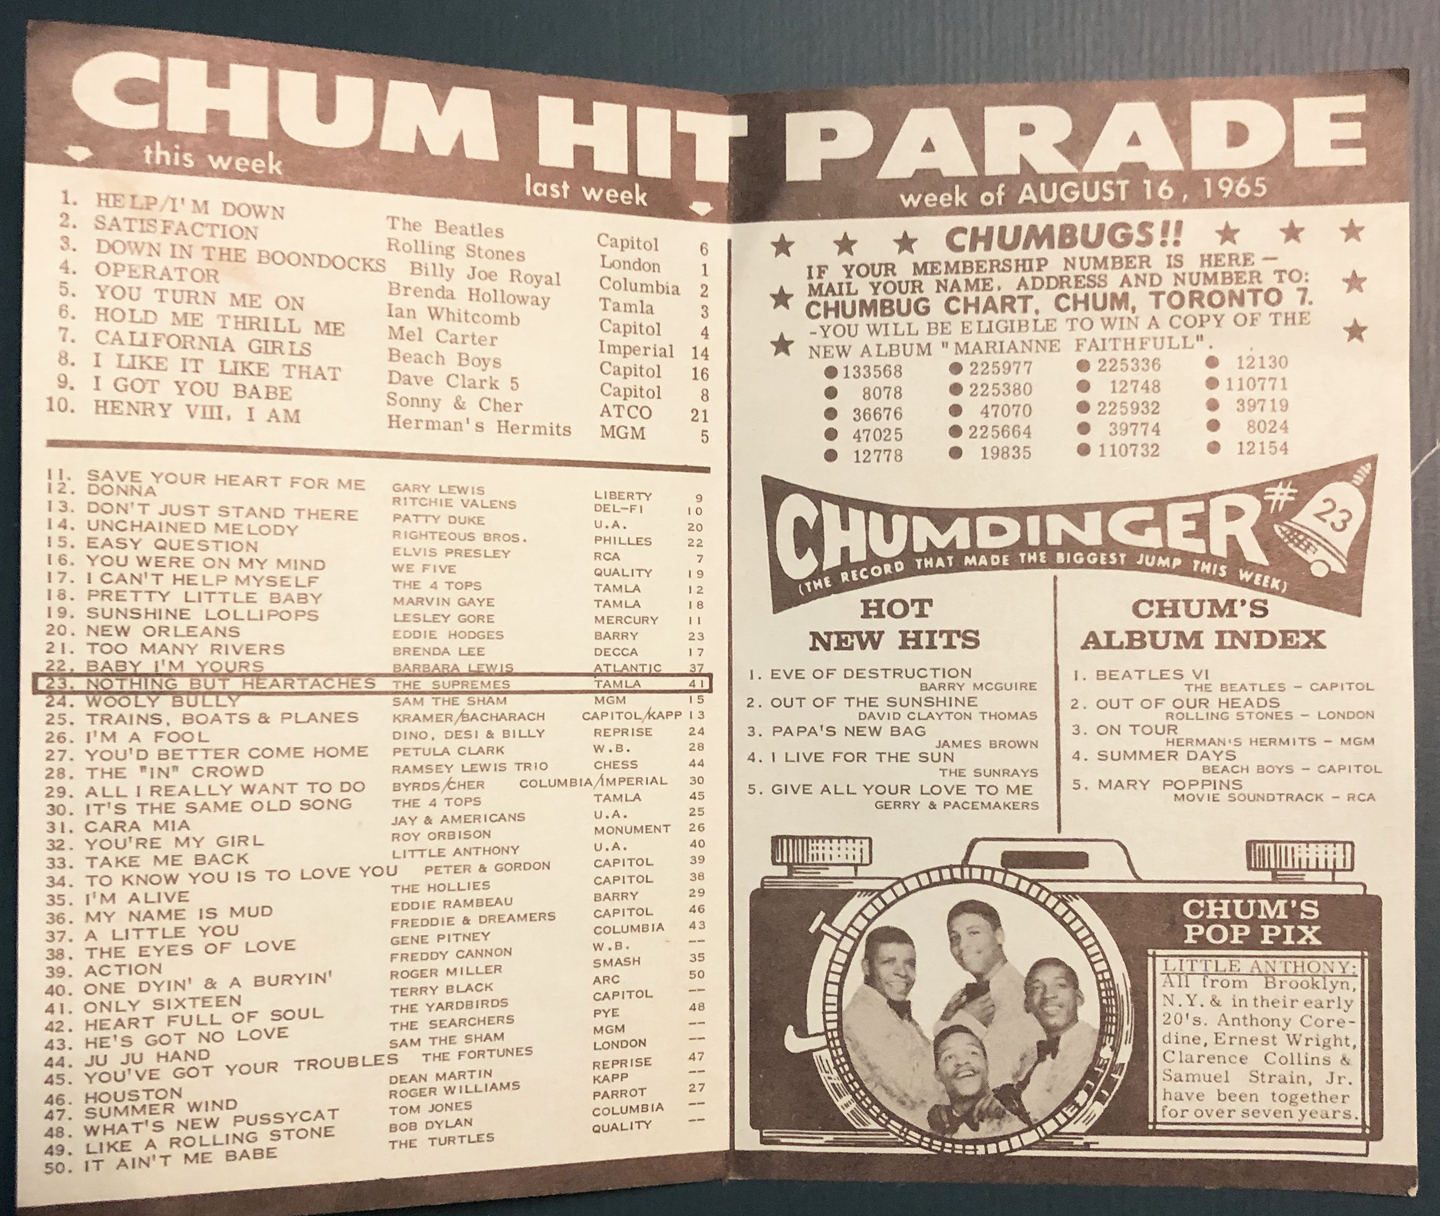 CHUM HIT PARADE
this week
last week
week of AUGUST 16, 1965
1. HELP/I'M DOWN The Beatles Capitol 6
2. SATISFACTION Rolling Stones London 1
3. DOWN IN THE BOONDOCKS Billy Joe Royal Columbia 2
4. OPERATOR Brenda Holloway Tamla 3
5. YOU TURN ME ON Ian Whitcomb Capitol 4
6. HOLD ME THRILL ME Mel Carter Imperial 14
7. CALIFORNIA GIRLS Beach Boys Capitol 16
8. I LIKE IT LIKE THAT Dave Clark 5 Capitol 8
9. I GOT YOU BABE Sonny & Cher ATCO 21
10. HENRY VIII, I AM Herman's Hermits MGM 5
11. SAVE YOUR HEART FOR ME GARY LEWIS LIBERTY 9
12. DONNA RITCHIE VALENS DEL-FI 10
13. DON'T JUST STAND THERE PATTY DUKE U.A. 20
14. UNCHAINED MELODY RIGHTEOUS BROS. PHILLES 22
15. EASY QUESTION ELVIS PRESLEY RCA 7
16. YOU WERE ON MY MIND WE FIVE QUALITY 19
17. I CAN'T HELP MYSELF THE 4 TOPS TAMLA 12
18. PRETTY LITTLE BABY MARVIN GAYE TAMLA 18
19. SUNSHINE LOLLIPOPS LESLEY GORE MERCURY 11
20. NEW ORLEANS EDDIE HODGES BARRY 23
21. TOO MANY RIVERS BRENDA LEE DECCA 17
22. BABY I'M YOURS BARBARA LEWIS ATLANTIC 37
23. NOTHING BUT HEARTACHES THE SUPREMES TAMLA 41
24. WOOLY BULLY SAM THE SHAM MGM 15
25. TRAINS, BOATS & PLANES KRAMER/BACHARACH CAPITOL/KAPP 13
26. I'M A FOOL DINO, DESI & BILLY REPRISE 24
27. YOU'D BETTER COME HOME PETULA CLARK W.B. 28
28. THE "IN" CROWD RAMSEY LEWIS TRIO CHESS 44
29. ALL I REALLY WANT TO DO BYRDS/CHER COLUMBIA/IMPERIAL 30
30. IT'S THE SAME OLD SONG THE 4 TOPS TAMLA 45
31. CARA MIA JAY & AMERICANS U.A. 25
32. YOU'RE MY GIRL ROY ORBISON MONUMENT 26
33. TAKE ME BACK LITTLE ANTHONY U.A. 40
34. TO KNOW YOU IS TO LOVE YOU PETER & GORDON CAPITOL 39
35. I'M ALIVE THE HOLLIES CAPITOL 38
36. MY NAME IS MUD EDDIE RAMBEAU BARRY 29
37. A LITTLE YOU FREDDIE & DREAMERS CAPITOL 46
38. THE EYES OF LOVE GENE PITNEY COLUMBIA 43
39. ACTION FREDDY CANNON W.B. --
40. ONE DYIN' & A BURYIN' ROGER MILLER SMASH 35
41. ONLY SIXTEEN TERRY BLACK ARC 50
42. HEART FULL OF SOUL THE YARDBIRDS CAPITOL --
43. HE'S GOT NO LOVE THE SEARCHERS PYE 48
44. JU JU HAND SAM THE SHAM MGM --
45. YOU'VE GOT YOUR TROUBLES THE FORTUNES LONDON --
46. HOUSTON DEAN MARTIN REPRISE 47
47. SUMMER WIND ROGER WILLIAMS KAPP --
48. WHAT'S NEW PUSSYCAT TOM JONES PARROT 27
49. LIKE A ROLLING STONE BOB DYLAN COLUMBIA --
50. IT AIN'T ME BABE THE TURTLES QUALITY --
CHUMBUGS!!
IF YOUR MEMBERSHIP NUMBER IS HERE –
MAIL YOUR NAME, ADDRESS AND NUMBER TO:
CHUMBUG CHART, CHUM, TORONTO 7.
-YOU WILL BE ELIGIBLE TO WIN A COPY OF THE
NEW ALBUM "MARIANNE FAITHFULL".
133568 225977 225336 12130
8078 225380 12748 110771
36676 47070 225932 39719
47025 225664 39774 8024
12778 19835 110732 12154
CHUMDINGER # 23
(THE RECORD THAT MADE THE BIGGEST JUMP THIS WEEK)
HOT
NEW HITS
1. EVE OF DESTRUCTION
BARRY MCGUIRE
2. OUT OF THE SUNSHINE
DAVID CLAYTON THOMAS
3. PAPA'S NEW BAG
JAMES BROWN
4. I LIVE FOR THE SUN
THE SUNRAYS
5. GIVE ALL YOUR LOVE TO ME
GERRY & PACEMAKERS
CHUM'S
ALBUM INDEX
1. BEATLES VI
THE BEATLES – CAPITOL
2. OUT OF OUR HEADS
ROLLING STONES – LONDON
3. ON TOUR
HERMAN'S HERMITS – MGM
4. SUMMER DAYS
BEACH BOYS – CAPITOL
5. MARY POPPINS
MOVIE SOUNDTRACK – RCA
CHUM'S
POP PIX
LITTLE ANTHONY:
All from Brooklyn,
N.Y. & in their early
20's. Anthony Core-
dine, Ernest Wright,
Clarence Collins &
Samuel Strain, Jr.
have been together
for over seven years.